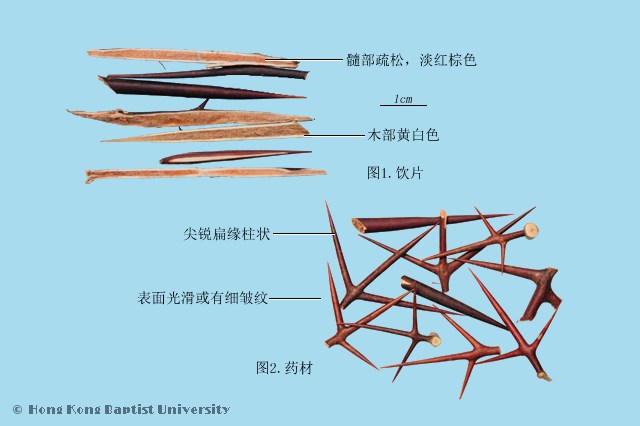 髓部疏松，淡红棕色
1cm
木部黄白色
图1.饮片
尖锐扁缘柱状
表面光滑或有细皱纹
图2.药材
© Hong Kong Baptist University